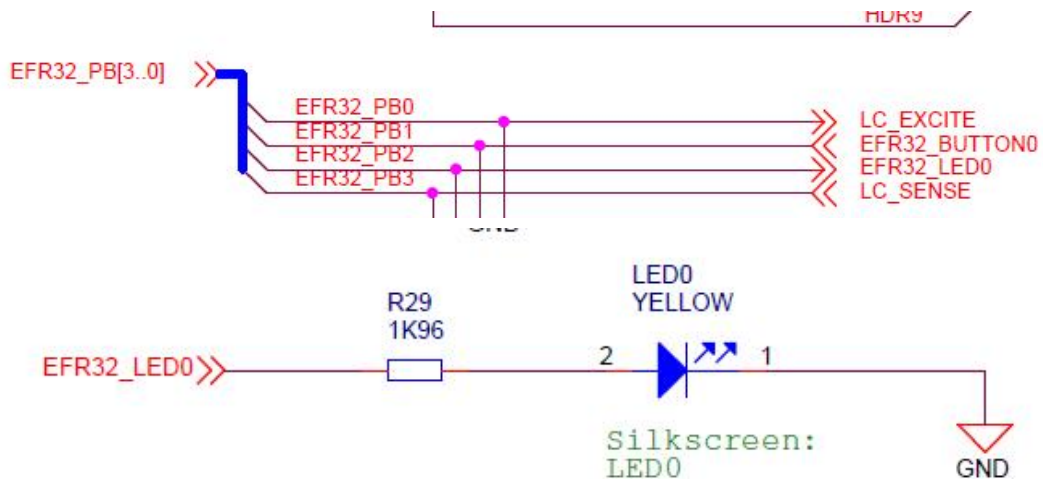 HDR9
EFR32_PB[3..0]
EFR32_PB0
LC_EXCITE
EFR32_PB1
EFR32_BUTTON0
EFR32_PB2
EFR32_LED0
EFR32_PB3
LC_SENSE
GND
LED0
YELLOW
R29
1K96
EFR32_LED0
2
1
Silkscreen:
LED0
GND